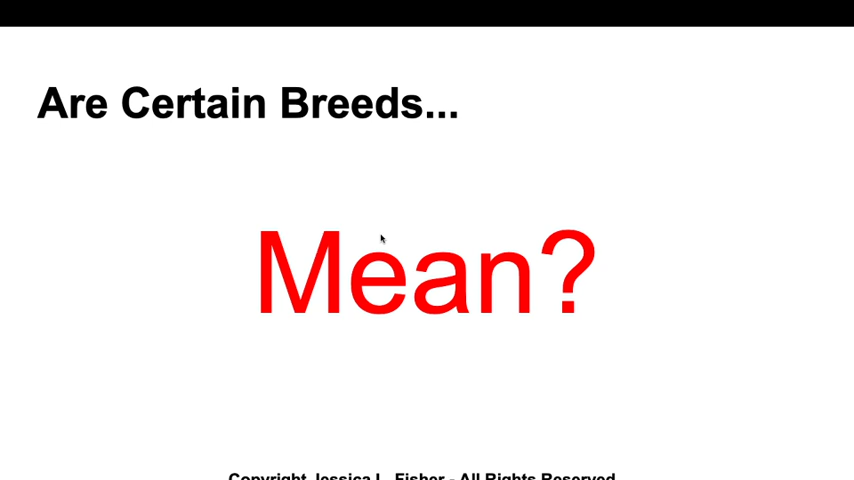 Are Certain Breeds...
Mean?
Copyright Jessica L. Fisher - All Rights Reserved